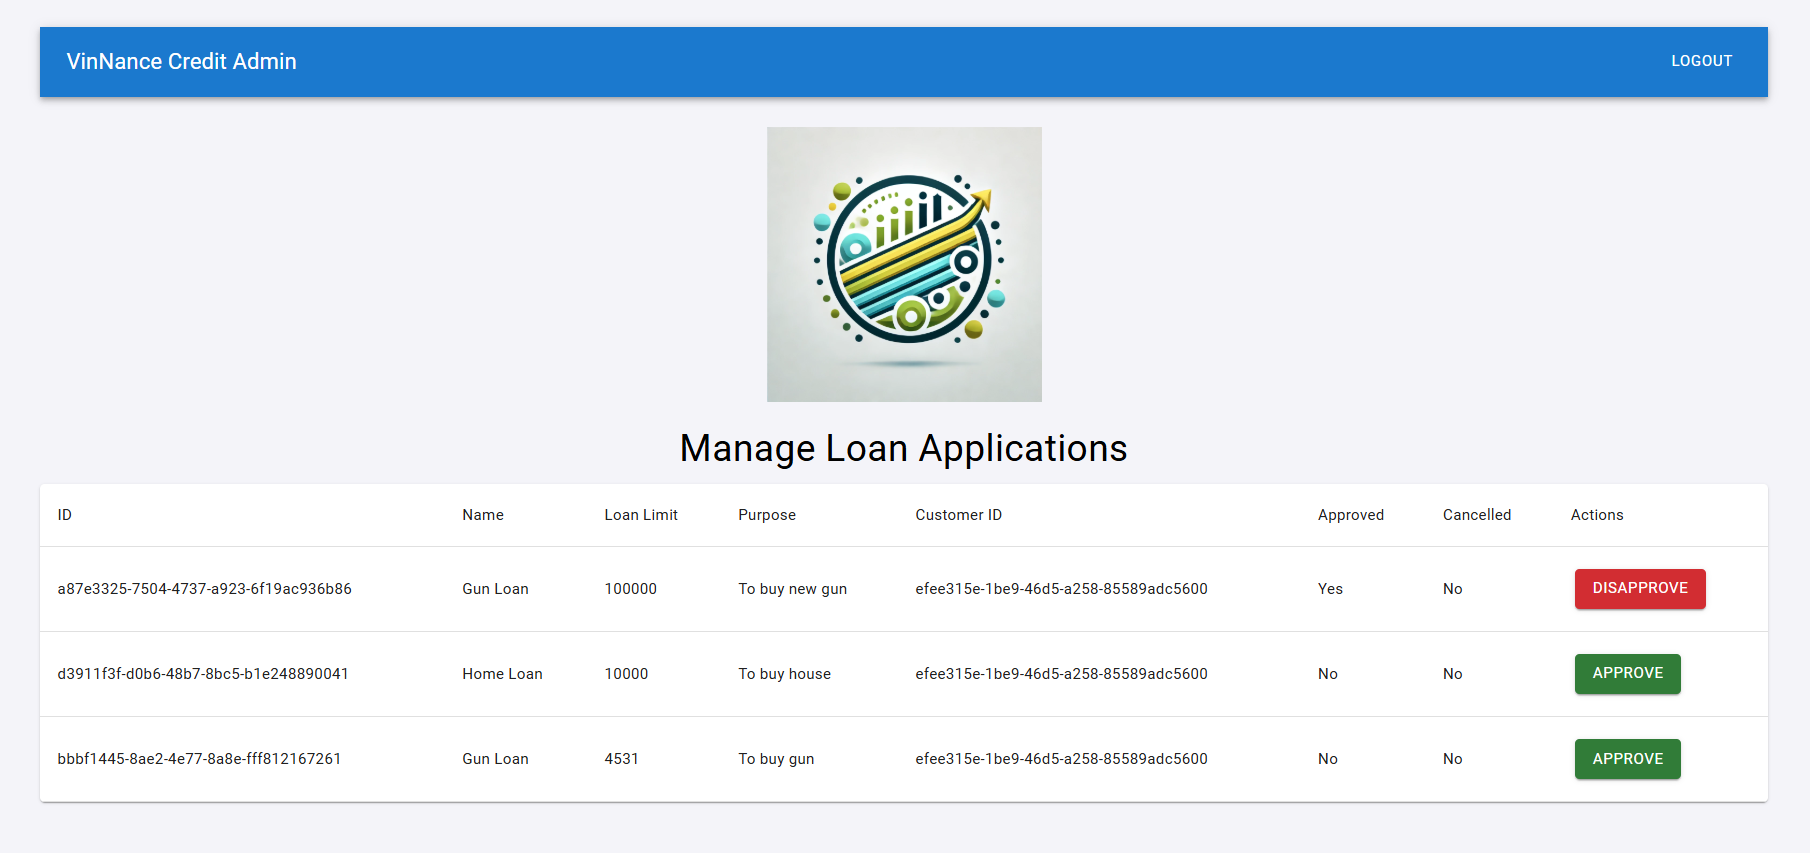 VinNance Credit Admin
LOGOUT
Manage Loan Applications
ID Name Loan Limit Purpose Customer ID Approved Cancelled Actions
a87e3325-7504-4737-a923-6f19ac936b86 Gun Loan 100000 To buy new gun efee315e-1be9-46d5-a258-85589adc5600 Yes No DISAPPROVE
d3911f3f-d0b6-48b7-8bc5-b1e248890041 Home Loan 10000 To buy house efee315e-1be9-46d5-a258-85589adc5600 No No APPROVE
bbbf1445-8ae2-4e77-8a8e-fff812167261 Gun Loan 4531 To buy gun efee315e-1be9-46d5-a258-85589adc5600 No No APPROVE